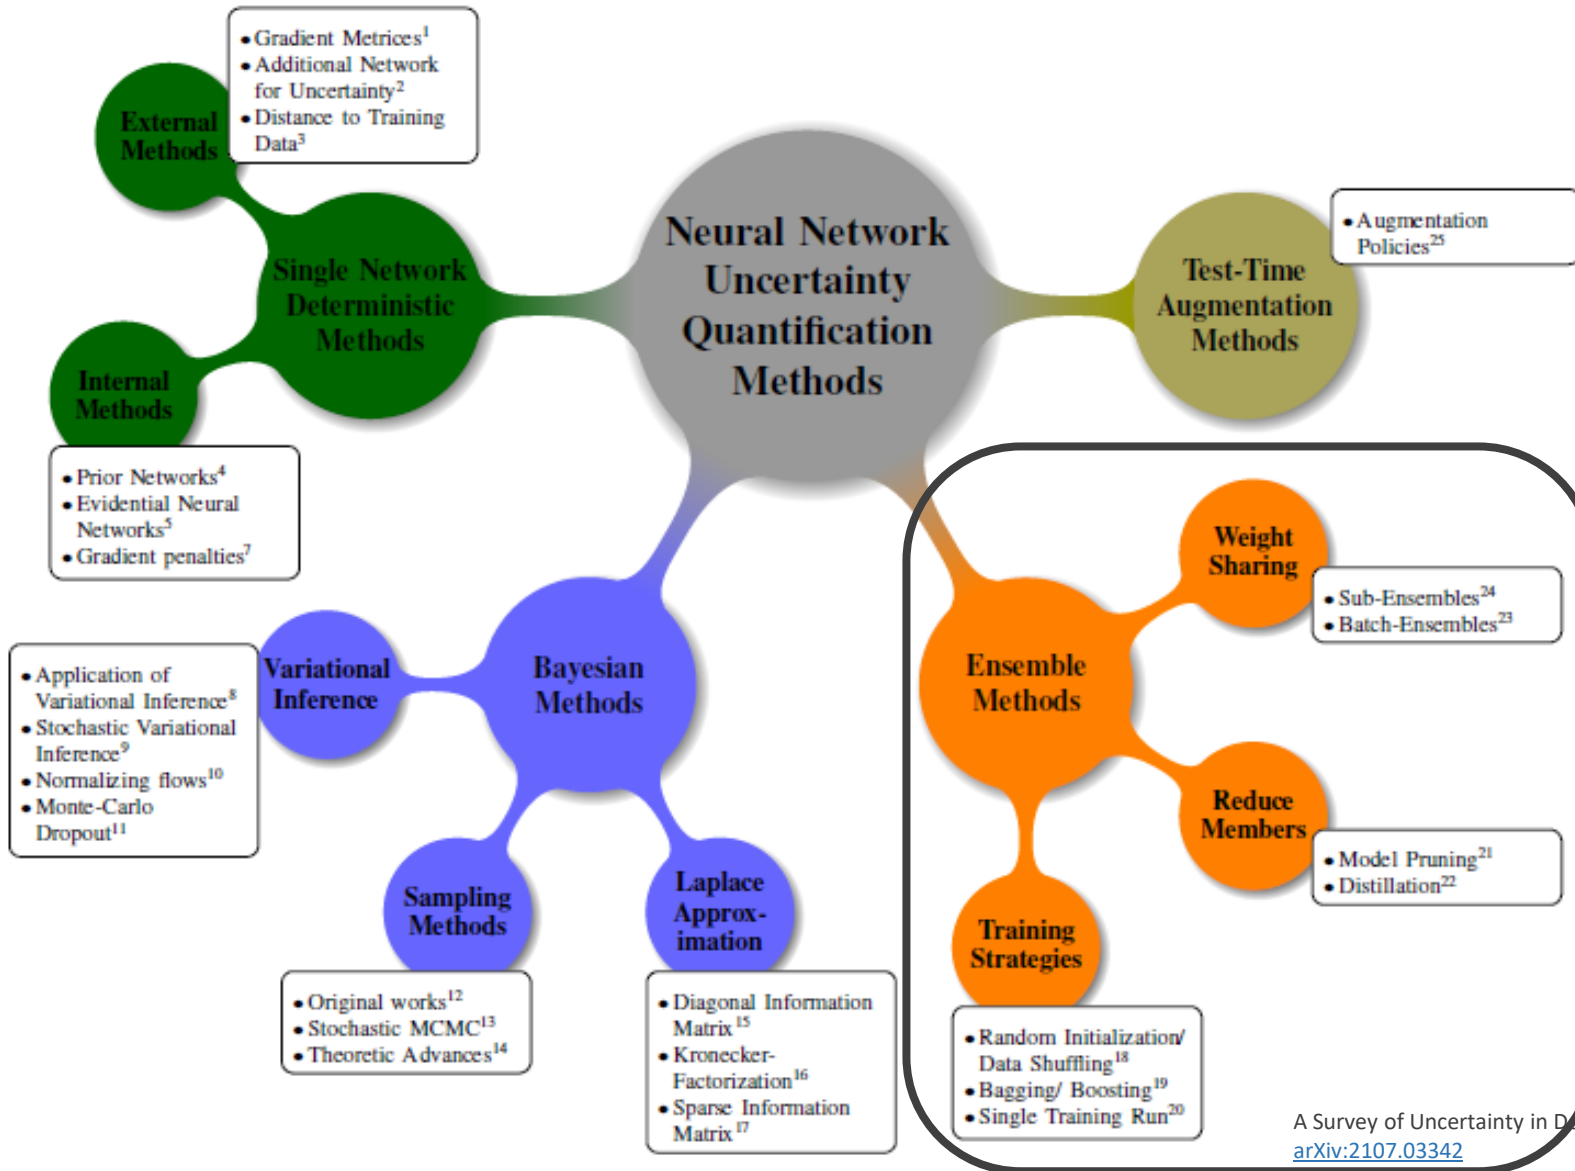 • Gradient Metrices¹
• Additional Network
for Uncertainty²
• Distance to Training
Data³
External
Methods
Single Network
Deterministic
Methods
Internal
Methods
• Prior Networks⁴
• Evidential Neural
Networks⁵
• Gradient penalties⁷
Neural Network
Uncertainty
Quantification
Methods
Test-Time
Augmentation
Methods
• Augmentation
Policies²⁵
Bayesian
Methods
Variational
Inference
• Application of
Variational Inference⁸
• Stochastic Variational
Inference⁹
• Normalizing flows¹⁰
• Monte-Carlo
Dropout¹¹
Sampling
Methods
• Original works¹²
• Stochastic MCMC¹³
• Theoretic Advances¹⁴
Laplace
Approx-
imation
• Diagonal Information
Matrix¹⁵
• Kronecker-
Factorization¹⁶
• Sparse Information
Matrix¹⁷
Ensemble
Methods
Weight
Sharing
• Sub-Ensembles²⁴
• Batch-Ensembles²³
Reduce
Members
• Model Pruning²¹
• Distillation²²
Training
Strategies
• Random Initialization/
Data Shuffling¹⁸
• Bagging/ Boosting¹⁹
• Single Training Run²⁰
A Survey of Uncertainty in
arXiv:2107.03342